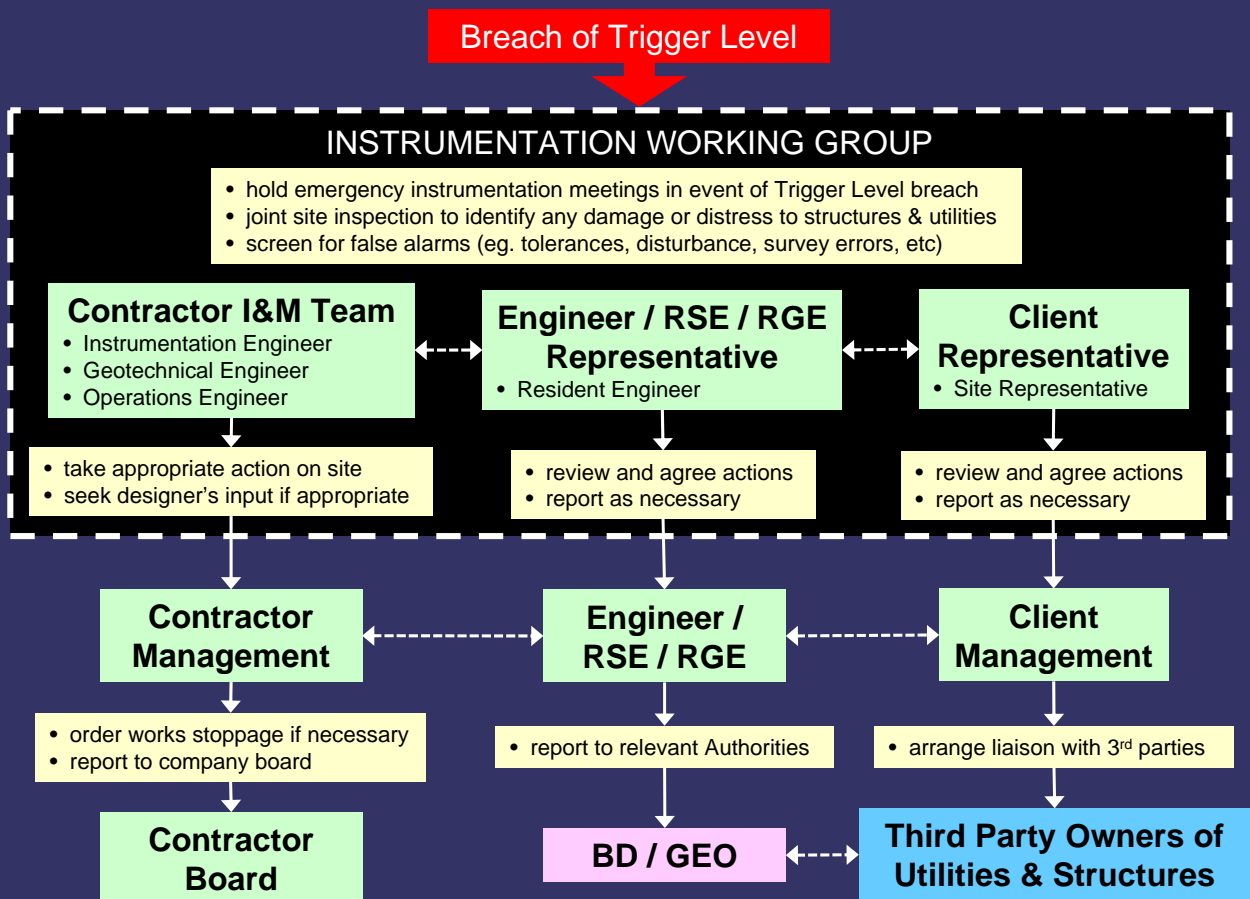 Breach of Trigger Level
INSTRUMENTATION WORKING GROUP
• hold emergency instrumentation meetings in event of Trigger Level breach
• joint site inspection to identify any damage or distress to structures & utilities
• screen for false alarms (eg. tolerances, disturbance, survey errors, etc)
Contractor I&M Team
• Instrumentation Engineer
• Geotechnical Engineer
• Operations Engineer
Engineer / RSE / RGE
Representative
• Resident Engineer
Client
Representative
• Site Representative
• take appropriate action on site
• seek designer's input if appropriate
• review and agree actions
• report as necessary
• review and agree actions
• report as necessary
Contractor
Management
Engineer /
RSE / RGE
Client
Management
• order works stoppage if necessary
• report to company board
• report to relevant Authorities
• arrange liaison with 3rd parties
Contractor
Board
BD / GEO
Third Party Owners of
Utilities & Structures